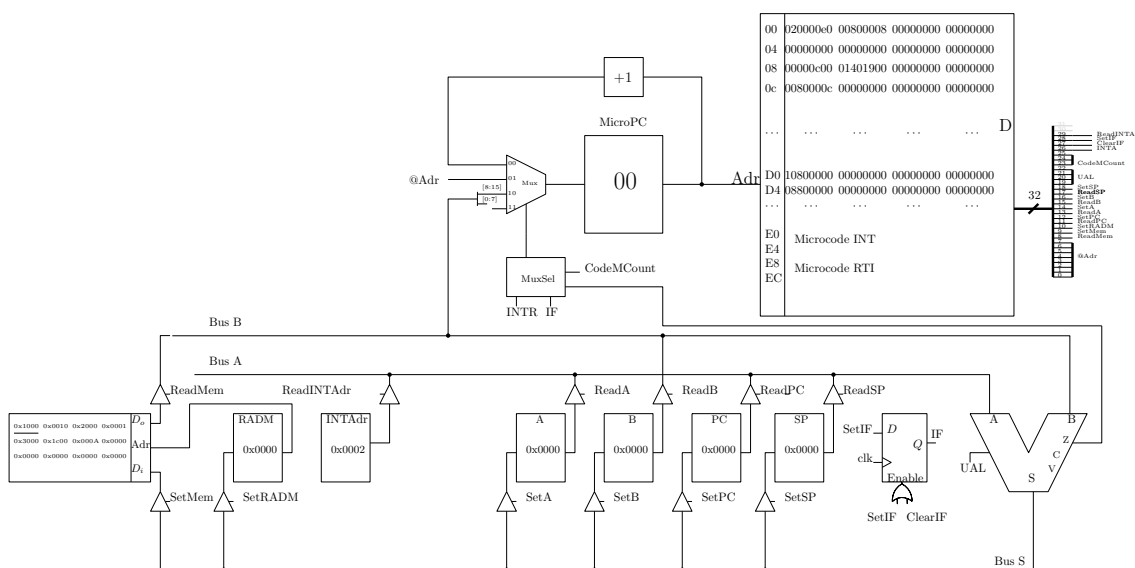 00 020000e0 00800008 00000000 00000000
04 00000000 00000000 00000000 00000000
08 00000c00 01401900 00000000 00000000
0c 0080000c 00000000 00000000 00000000
... ... ... ... ...
D0 10800000 00000000 00000000 00000000
D4 08800000 00000000 00000000 00000000
... ... ... ... ...
E0
E4
E8
EC
Microcode INT
Microcode RTI
Adr
D
32
ReadINTA
SetIF
ClearIF
INTA
CodeMCount
UAL
SetSP
ReadSP
SetB
ReadB
SetA
ReadA
SetPC
ReadPC
SetRADM
SetMem
ReadMem
@Adr
+1
MicroPC
00
@Adr
00
01
10
11
Mux
[8:15]
[0:7]
MuxSel
CodeMCount
INTR IF
Bus B
Bus A
ReadMem
ReadINTAdr
ReadA
ReadB
ReadPC
ReadSP
0x1000 0x0010 0x2000 0x0001
0x3000 0x1c00 0x000A 0x0000
0x0000 0x0000 0x0000 0x0000
Do
Adr
Di
RADM
0x0000
INTAdr
0x0002
A
0x0000
B
0x0000
PC
0x0000
SP
0x0000
SetIF
D
Q
IF
clk
Enable
SetIF ClearIF
A
B
Z
C
V
S
UAL
SetMem
SetRADM
SetA
SetB
SetPC
SetSP
Bus S